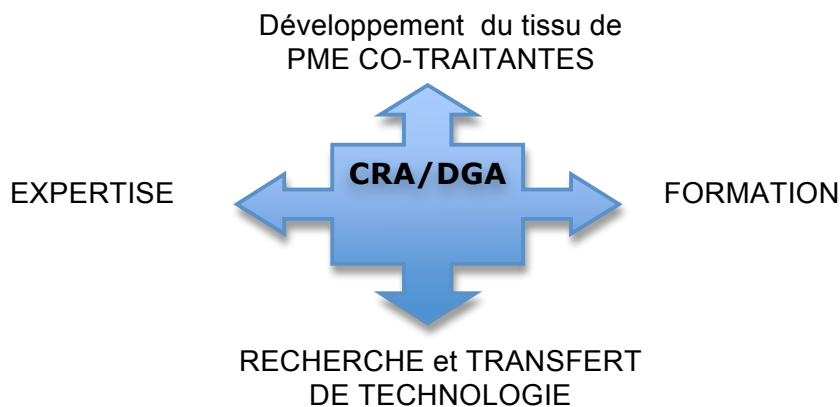 Développement du tissu de
PME CO-TRAITANTES
CRA/DGA
EXPERTISE
FORMATION
RECHERCHE et TRANSFERT
DE TECHNOLOGIE